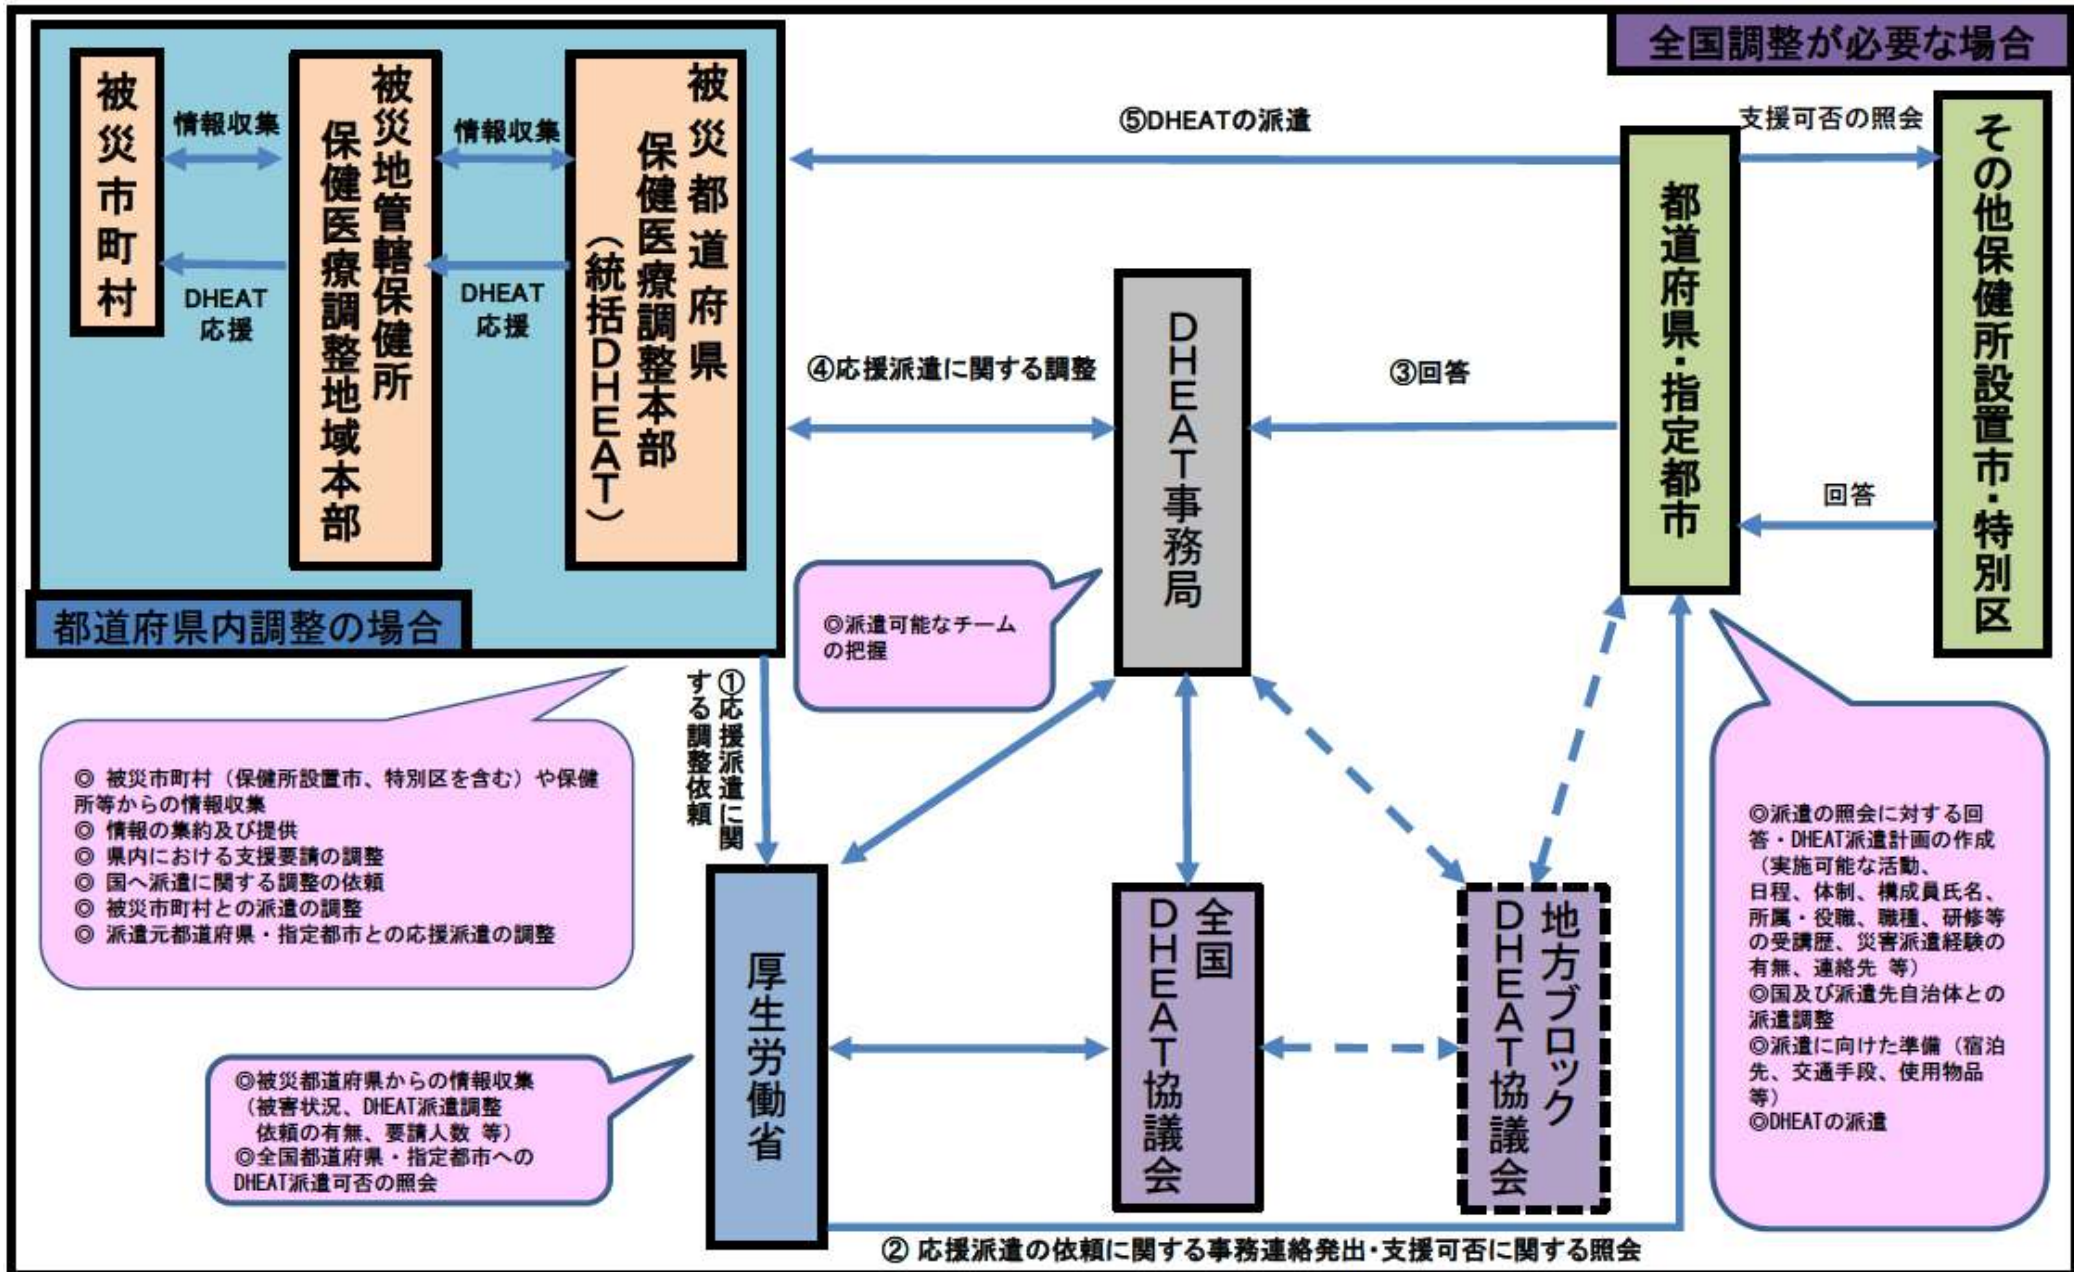 全国調整が必要な場合
被災市町村
情報収集
DHEAT
応援
被災地管轄保健所
保健医療調整地域本部
情報収集
DHEAT
応援
被災都道府県
保健医療調整本部
（統括DHEAT）
都道府県内調整の場合
⑤DHEATの派遣
支援可否の照会
都道府県・指定都市
その他保健所設置市・特別区
④応援派遣に関する調整
DHEAT事務局
③回答
回答
◎派遣可能なチーム
の把握
①応援派遣に関
する調整依頼
◎ 被災市町村（保健所設置市、特別区を含む）や保健
所等からの情報収集
◎ 情報の集約及び提供
◎ 県内における支援要請の調整
◎ 国へ派遣に関する調整の依頼
◎ 被災市町村との派遣の調整
◎ 派遣元都道府県・指定都市との応援派遣の調整
◎被災都道府県からの情報収集
（被害状況、DHEAT派遣調整
依頼の有無、要請人数 等）
◎全国都道府県・指定都市への
DHEAT派遣可否の照会
厚生労働省
全国
DHEAT協議会
地方ブロック
DHEAT協議会
◎派遣の照会に対する回
答・DHEAT派遣計画の作成
（実施可能な活動、
日程、体制、構成員氏名、
所属・役職、職種、研修等
の受講歴、災害派遣経験の
有無、連絡先 等）
◎国及び派遣先自治体との
派遣調整
◎派遣に向けた準備（宿泊
先、交通手段、使用物品
等）
◎DHEATの派遣
② 応援派遣の依頼に関する事務連絡発出・支援可否に関する照会